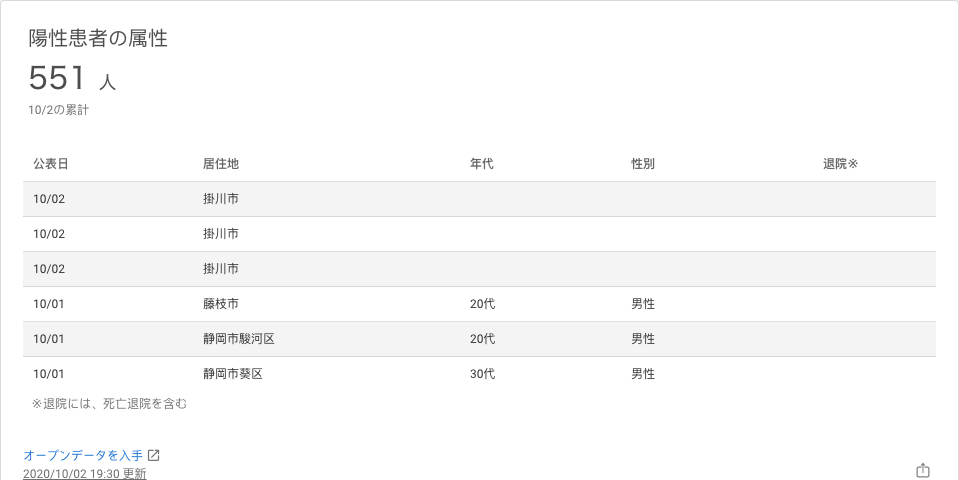 陽性患者の属性
551 人
10/2の累計
公表日 居住地 年代 性別 退院※
10/02 掛川市
10/02 掛川市
10/02 掛川市
10/01 藤枝市 20代 男性
10/01 静岡市駿河区 20代 男性
10/01 静岡市葵区 30代 男性
※退院には、死亡退院を含む
オープンデータを入手
2020/10/02 19:30 更新